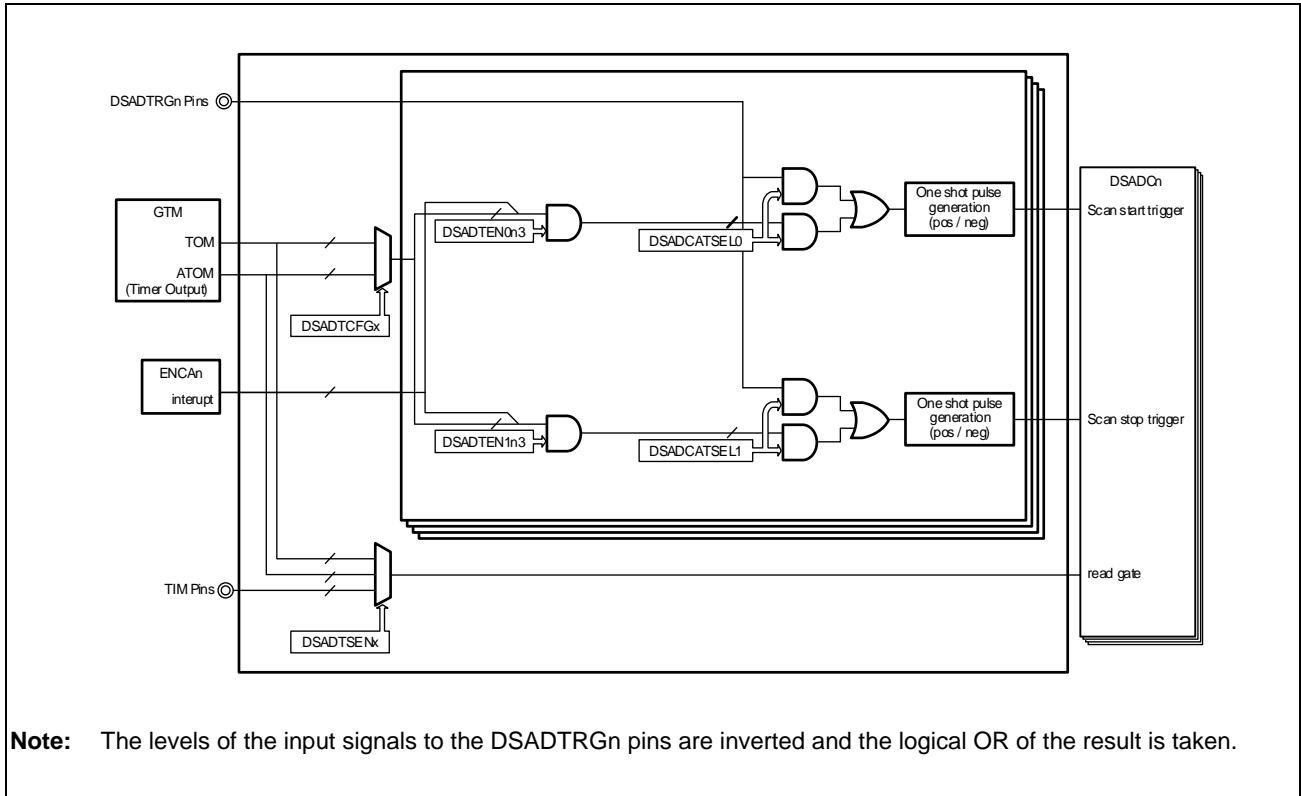 DSADTRGn Pins
DSADCn
GTM
One shot pulse
generation
(pos / neg)
Scan start trigger
TOM
DSADTEN0n3
DSADCATSEL0
ATOM
(Timer Output)
DSADTCFGx
ENCAn
interupt
One shot pulse
generation
(pos / neg)
Scan stop trigger
DSADTEN1n3
DSADCATSEL1
read gate
TIM Pins
DSADTSENx
Note: The levels of the input signals to the DSADTRGn pins are inverted and the logical OR of the result is taken.